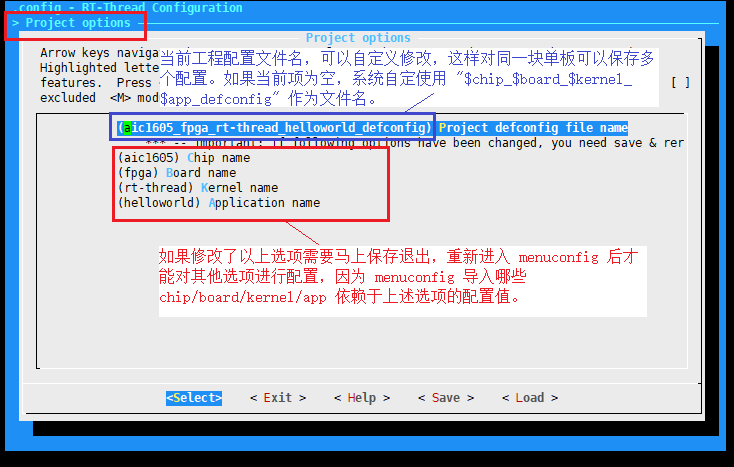 .config - RT-Thread Configuration
> Project options
Project options
Arrow keys naviga
Highlighted lette
features.  Press
excluded  <M> mod
[ ]
当前工程配置文件名，可以自定义修改，这样对同一块单板可以保存多
个配置。如果当前项为空，系统自定使用 "$chip_$board_$kernel_
$app_defconfig" 作为文件名。
(aic1605_fpga_rt-thread_helloworld_defconfig) Project defconfig file name
*** -- Important: if following options have been changed, you need save & rer
(aic1605) Chip name
(fpga) Board name
(rt-thread) Kernel name
(helloworld) Application name
如果修改了以上选项需要马上保存退出，重新进入 menuconfig 后才
能对其他选项进行配置，因为 menuconfig 导入哪些
chip/board/kernel/app 依赖于上述选项的配置值。
<Select>    < Exit >    < Help >    < Save >    < Load >